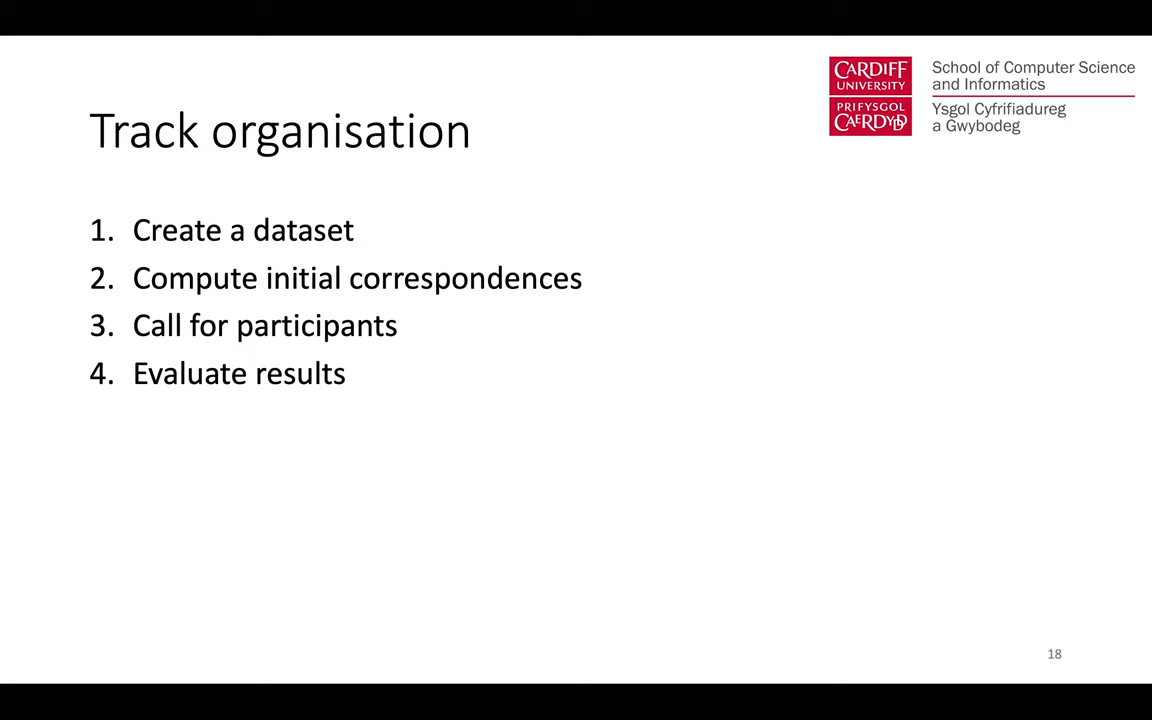 CARDIFF
UNIVERSITY
PRIFYSGOL
CAERDYDD
School of Computer Science
and Informatics
Ysgol Cyfrifiadureg
a Gwybodeg
Track organisation
1. Create a dataset
2. Compute initial correspondences
3. Call for participants
4. Evaluate results
18